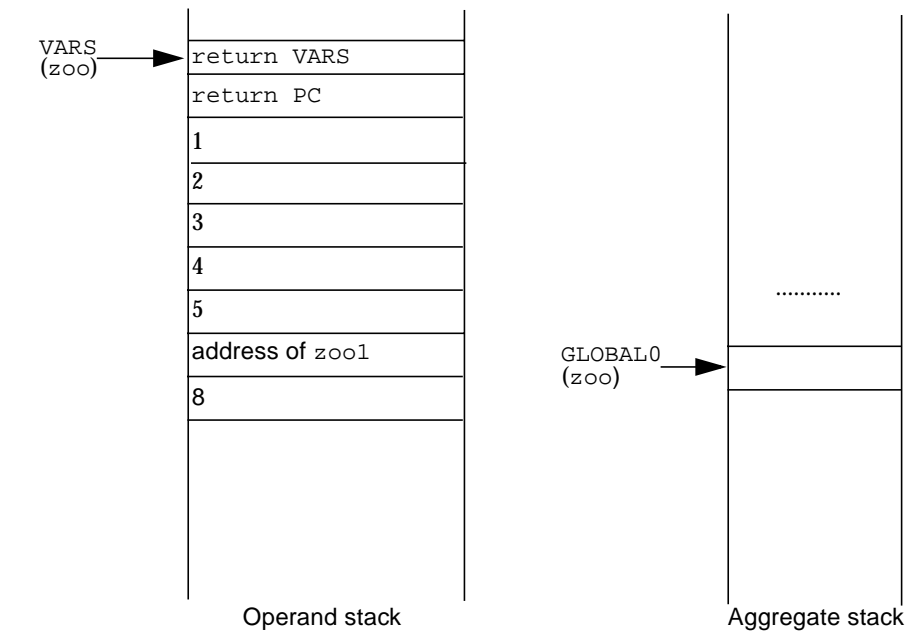 VARS
(zoo)
return VARS
return PC
1
2
3
4
5
address of zoo1
8
Operand stack
...........
GLOBAL0
(zoo)
Aggregate stack